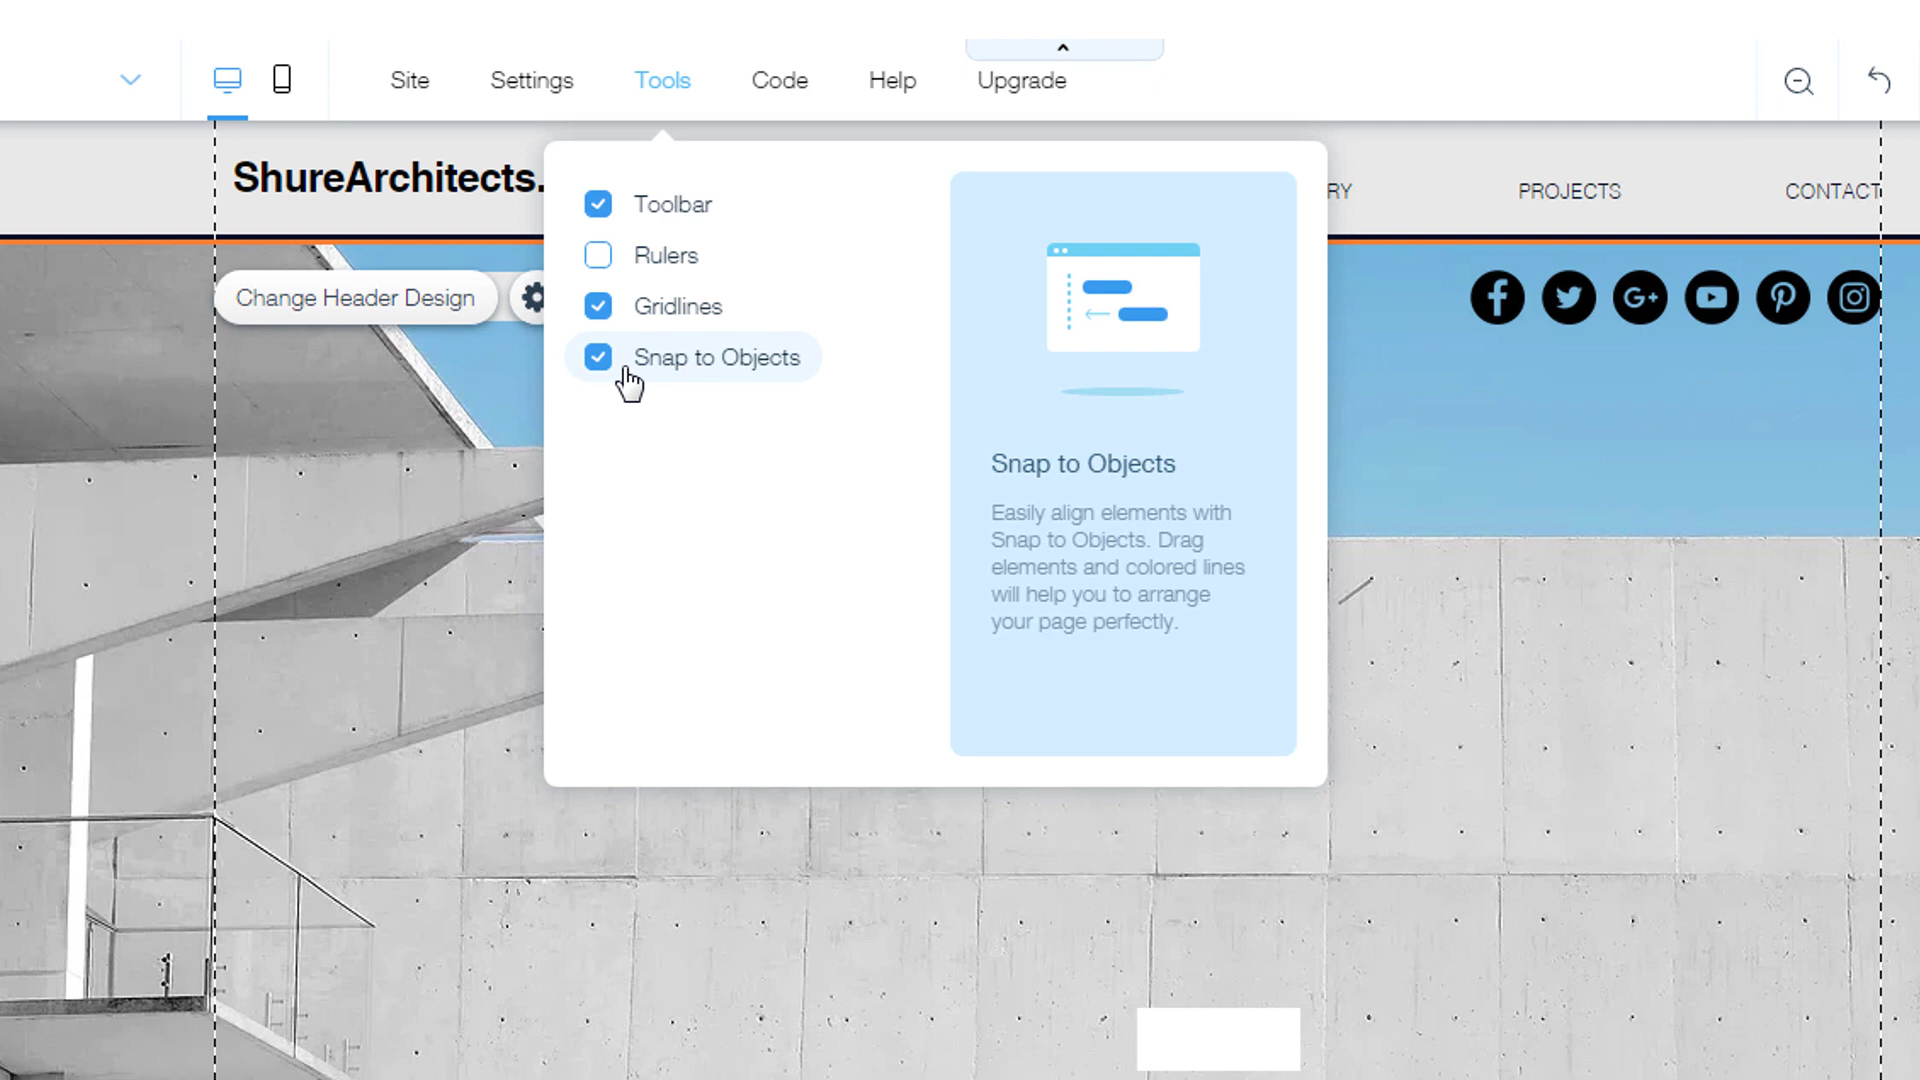 Site
Settings
Tools
Code
Help
Upgrade
ShureArchitects.
RY
PROJECTS
CONTACT
Change Header Design
Toolbar
Rulers
Gridlines
Snap to Objects
Snap to Objects
Easily align elements with
Snap to Objects. Drag
elements and colored lines
will help you to arrange
your page perfectly.